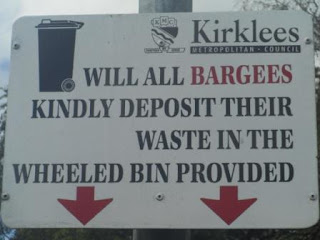 Kirklees
METROPOLITAN · COUNCIL
WILL ALL BARGEES
KINDLY DEPOSIT THEIR
WASTE IN THE
WHEELED BIN PROVIDED